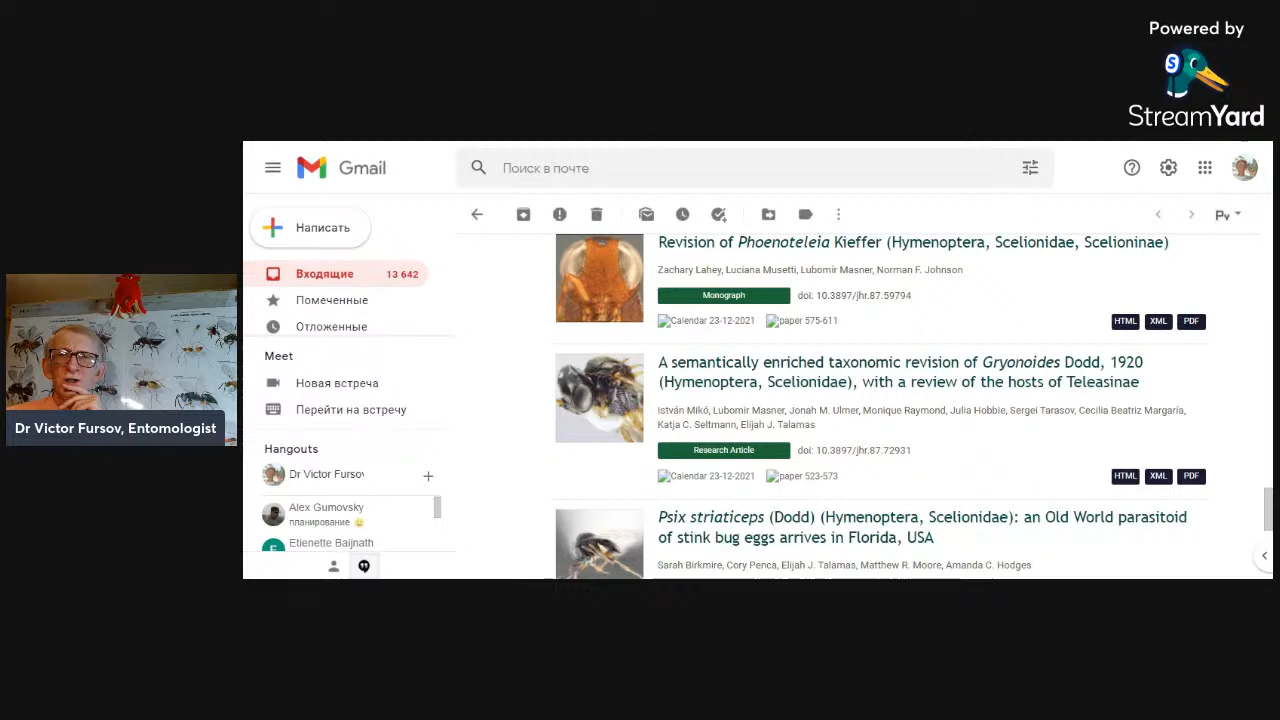 Powered by
S
StreamYard
Gmail
Поиск в почте
Написать
Входящие 13 642
Помеченные
Отложенные
Meet
Новая встреча
Перейти на встречу
Hangouts
Dr Victor Fursov
Alex Gumovsky
планирование
E
Etienette Baijnath
Revision of Phoenoteleia Kieffer (Hymenoptera, Scelionidae, Scelioninae)
Zachary Lahey, Luciana Musetti, Lubomir Masner, Norman F. Johnson
Monograph doi: 10.3897/jhr.87.59794
Calendar 23-12-2021 paper 575-611 HTML XML PDF
A semantically enriched taxonomic revision of Gryonoides Dodd, 1920
(Hymenoptera, Scelionidae), with a review of the hosts of Teleasinae
István Mikó, Lubomir Masner, Jonah M. Ulmer, Monique Raymond, Julia Hobbie, Sergei Tarasov, Cecilia Beatriz Margaría,
Katja C. Seltmann, Elijah J. Talamas
Research Article doi: 10.3897/jhr.87.72931
Calendar 23-12-2021 paper 523-573 HTML XML PDF
Psix striaticeps (Dodd) (Hymenoptera, Scelionidae): an Old World parasitoid
of stink bug eggs arrives in Florida, USA
Sarah Birkmire, Cory Penca, Elijah J. Talamas, Matthew R. Moore, Amanda C. Hodges
Dr Victor Fursov, Entomologist